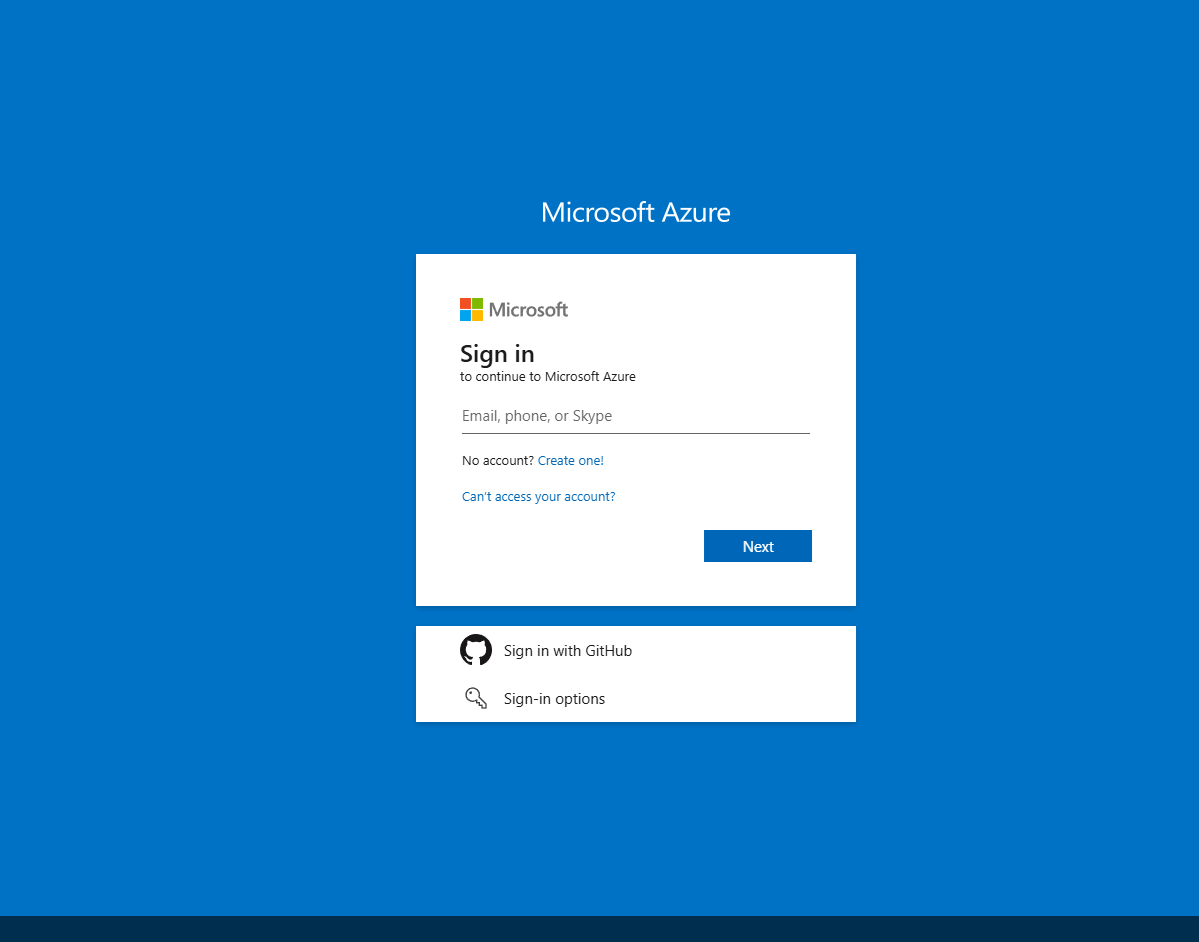 Microsoft Azure
Microsoft
Sign in
to continue to Microsoft Azure
Email, phone, or Skype
No account? Create one!
Can't access your account?
Next
Sign in with GitHub
Sign-in options